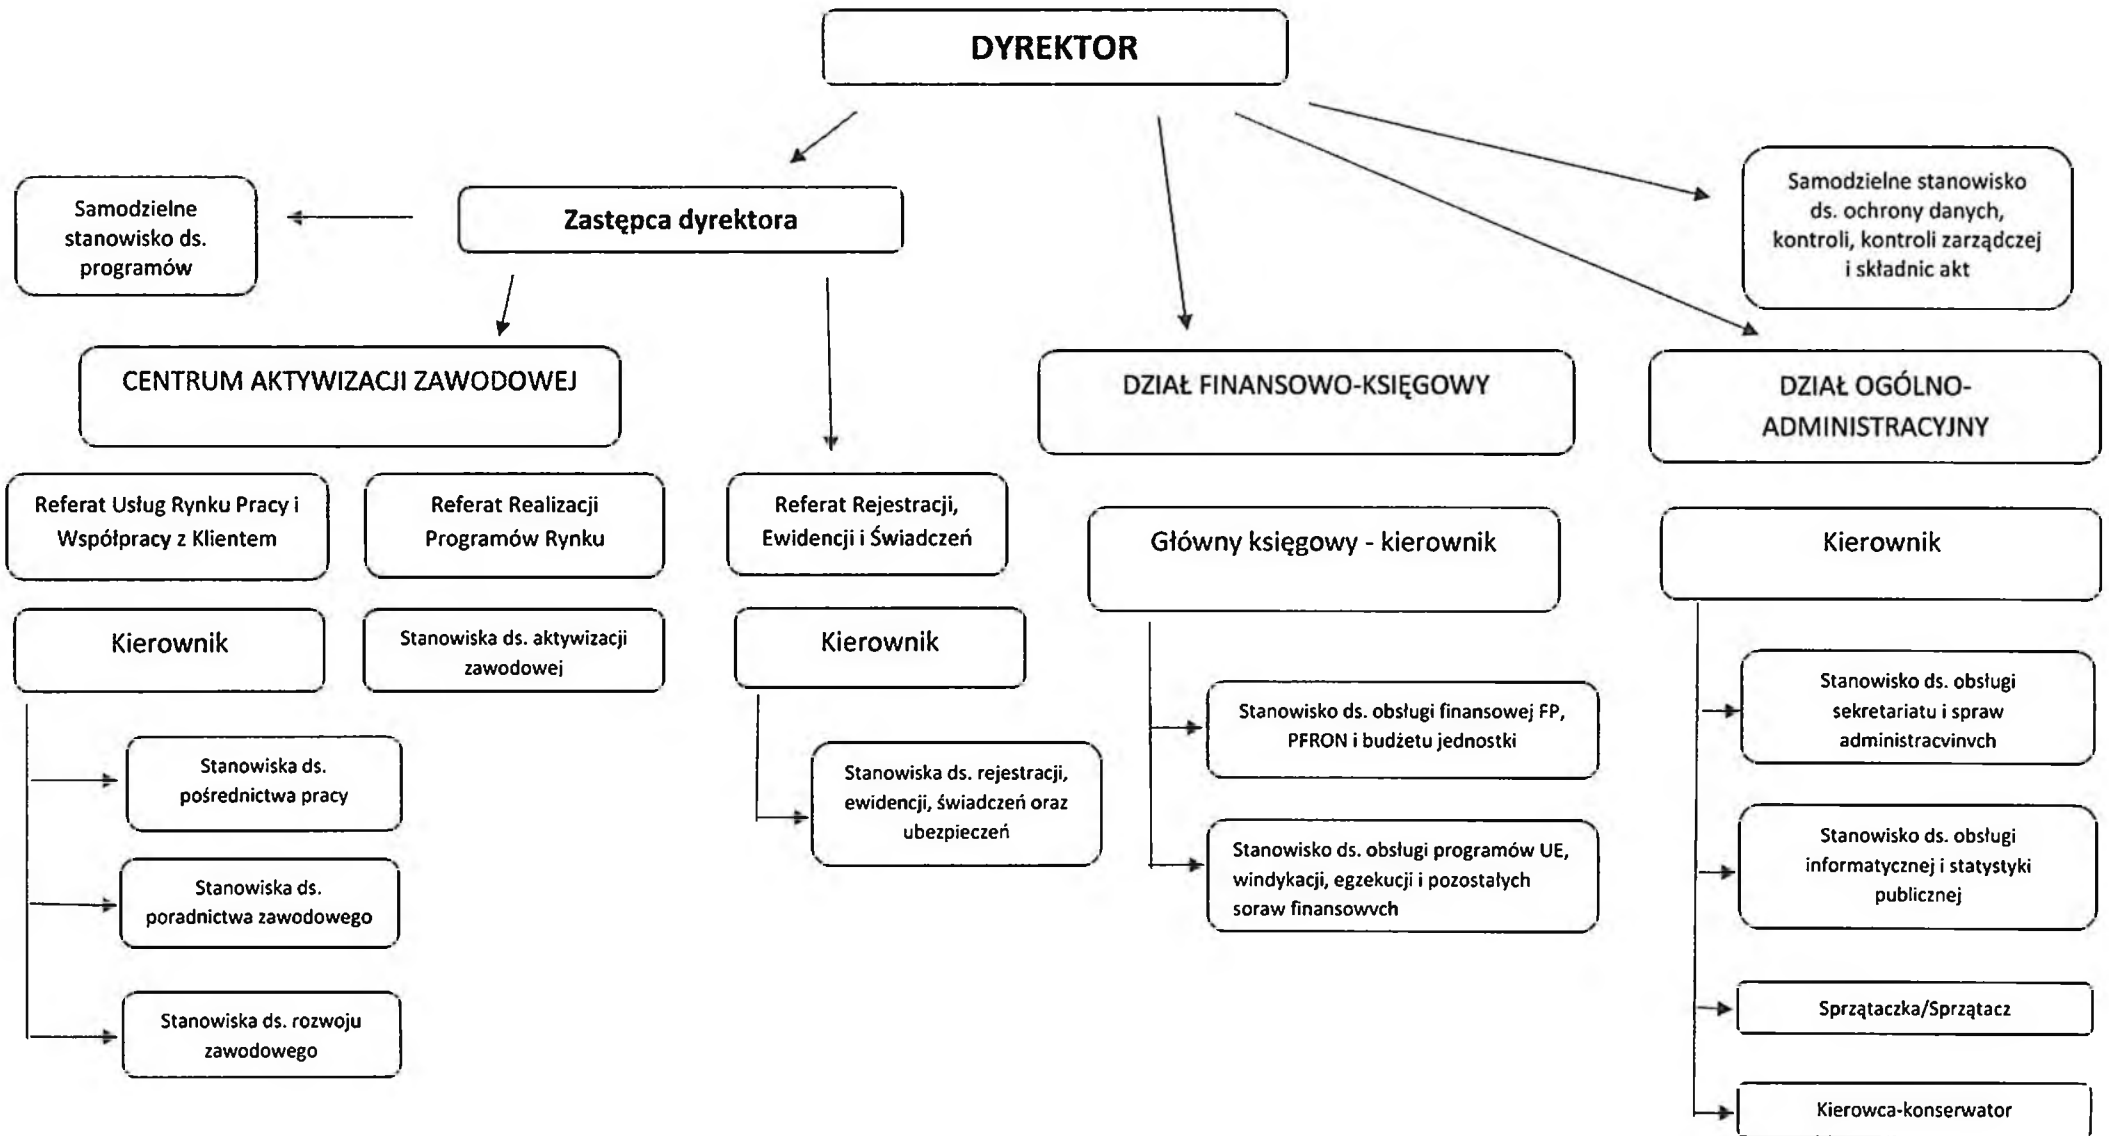 DYREKTOR
Samodzielne
stanowisko ds.
programów
Zastępca dyrektora
Samodzielne stanowisko
ds. ochrony danych,
kontroli, kontroli zarządczej
i składnic akt
CENTRUM AKTYWIZACJI ZAWODOWEJ
DZIAŁ FINANSOWO-KSIĘGOWY
DZIAŁ OGÓLNO-
ADMINISTRACYJNY
Referat Usług Rynku Pracy i
Współpracy z Klientem
Referat Realizacji
Programów Rynku
Referat Rejestracji,
Ewidencji i Świadczeń
Główny księgowy - kierownik
Kierownik
Kierownik
Stanowiska ds. aktywizacji
zawodowej
Kierownik
Stanowiska ds.
pośrednictwa pracy
Stanowiska ds.
poradnictwa zawodowego
Stanowiska ds. rozwoju
zawodowego
Stanowiska ds. rejestracji,
ewidencji, świadczeń oraz
ubezpieczeń
Stanowisko ds. obsługi finansowej FP,
PFRON i budżetu jednostki
Stanowisko ds. obsługi programów UE,
windykacji, egzekucji i pozostałych
spraw finansowych
Stanowisko ds. obsługi
sekretariatu i spraw
administracyjnych
Stanowisko ds. obsługi
informatycznej i statystyki
publicznej
Sprzątaczka/Sprzątacz
Kierowca-konserwator